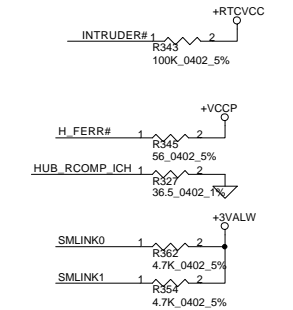 +RTCVCC
INTRUDER# 1 2
R343
100K_0402_5%
+VCCP
H_FERR# 1 2
R345
56_0402_5%
HUB_RCOMP_ICH 1 2
R327
36.5_0402_1%
+3VALW
SMLINK0 1 2
R362
4.7K_0402_5%
SMLINK1 1 2
R354
4.7K_0402_5%